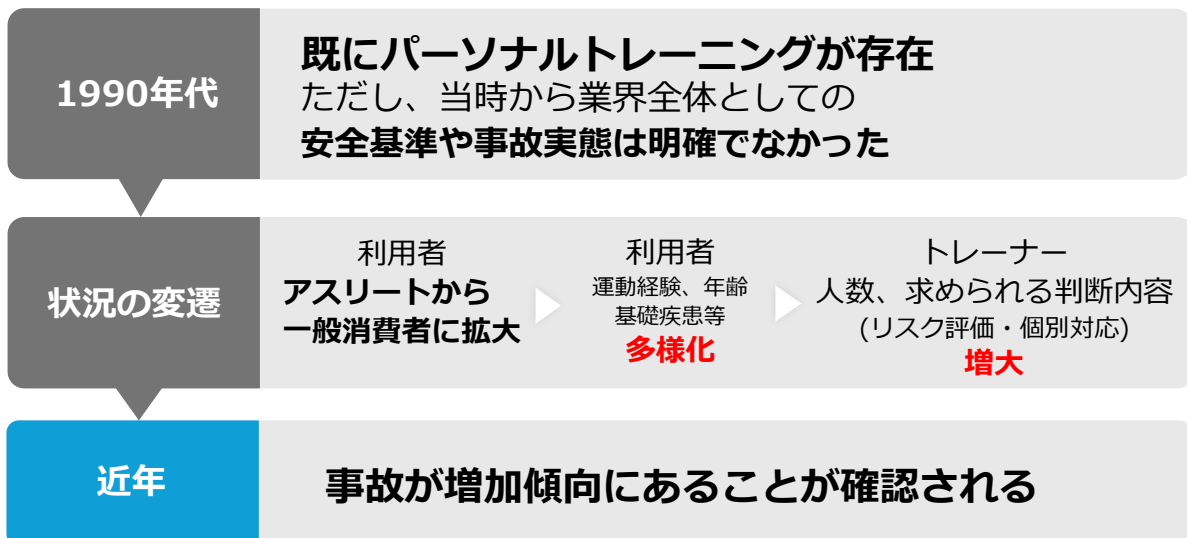 1990年代
既にパーソナルトレーニングが存在
ただし、当時から業界全体としての
安全基準や事故実態は明確でなかった
状況の変遷
利用者
アスリートから
一般消費者に拡大
利用者
運動経験、年齢
基礎疾患等
多様化
トレーナー
人数、求められる判断内容
(リスク評価・個別対応)
増大
近年
事故が増加傾向にあることが確認される